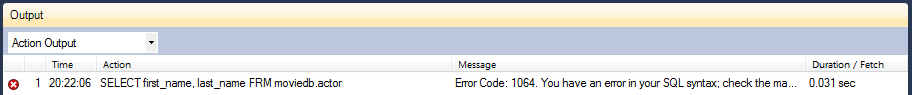 Output
Action Output
Time Action Message Duration / Fetch
1 20:22:06 SELECT first_name, last_name FRM moviedb.actor Error Code: 1064. You have an error in your SQL syntax; check the ma... 0.031 sec